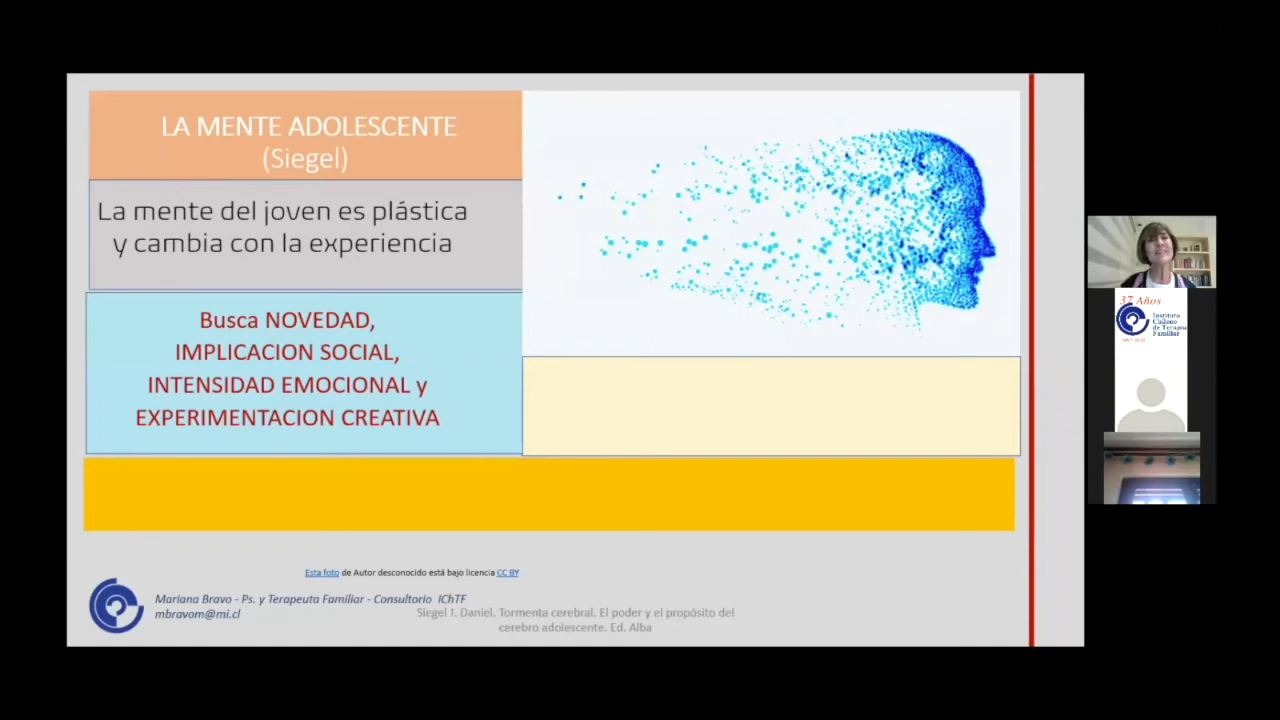 LA MENTE ADOLESCENTE
(Siegel)
La mente del joven es plástica
y cambia con la experiencia
Busca NOVEDAD,
IMPLICACION SOCIAL,
INTENSIDAD EMOCIONAL y
EXPERIMENTACION CREATIVA
Esta foto de Autor desconocido está bajo licencia CC BY
Mariana Bravo - Ps. y Terapeuta Familiar - Consultorio IChTF
mbravom@mi.cl
Siegel J. Daniel. Tormenta cerebral. El poder y el propósito del
cerebro adolescente. Ed. Alba
37 Años
Instituto
Chileno
de Terapia
Familiar